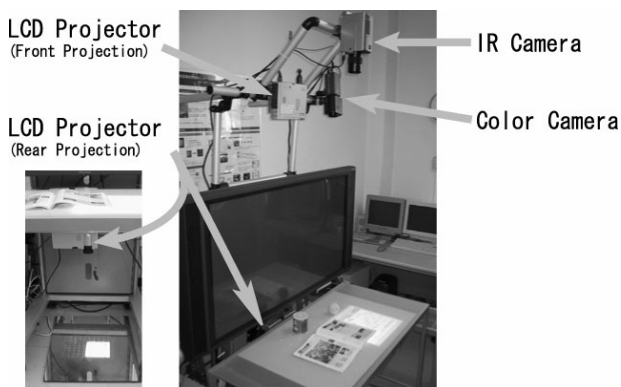 LCD Projector
(Front Projection)
IR Camera
Color Camera
LCD Projector
(Rear Projection)